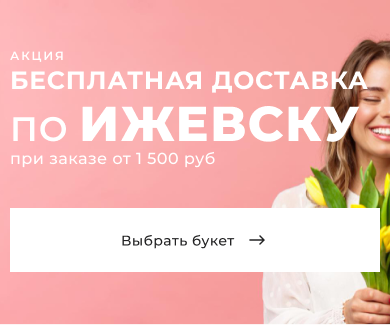 АКЦИЯ
БЕСПЛАТНАЯ ДОСТАВКА
ПО ИЖЕВСКУ
при заказе от 1 500 руб
Выбрать букет →